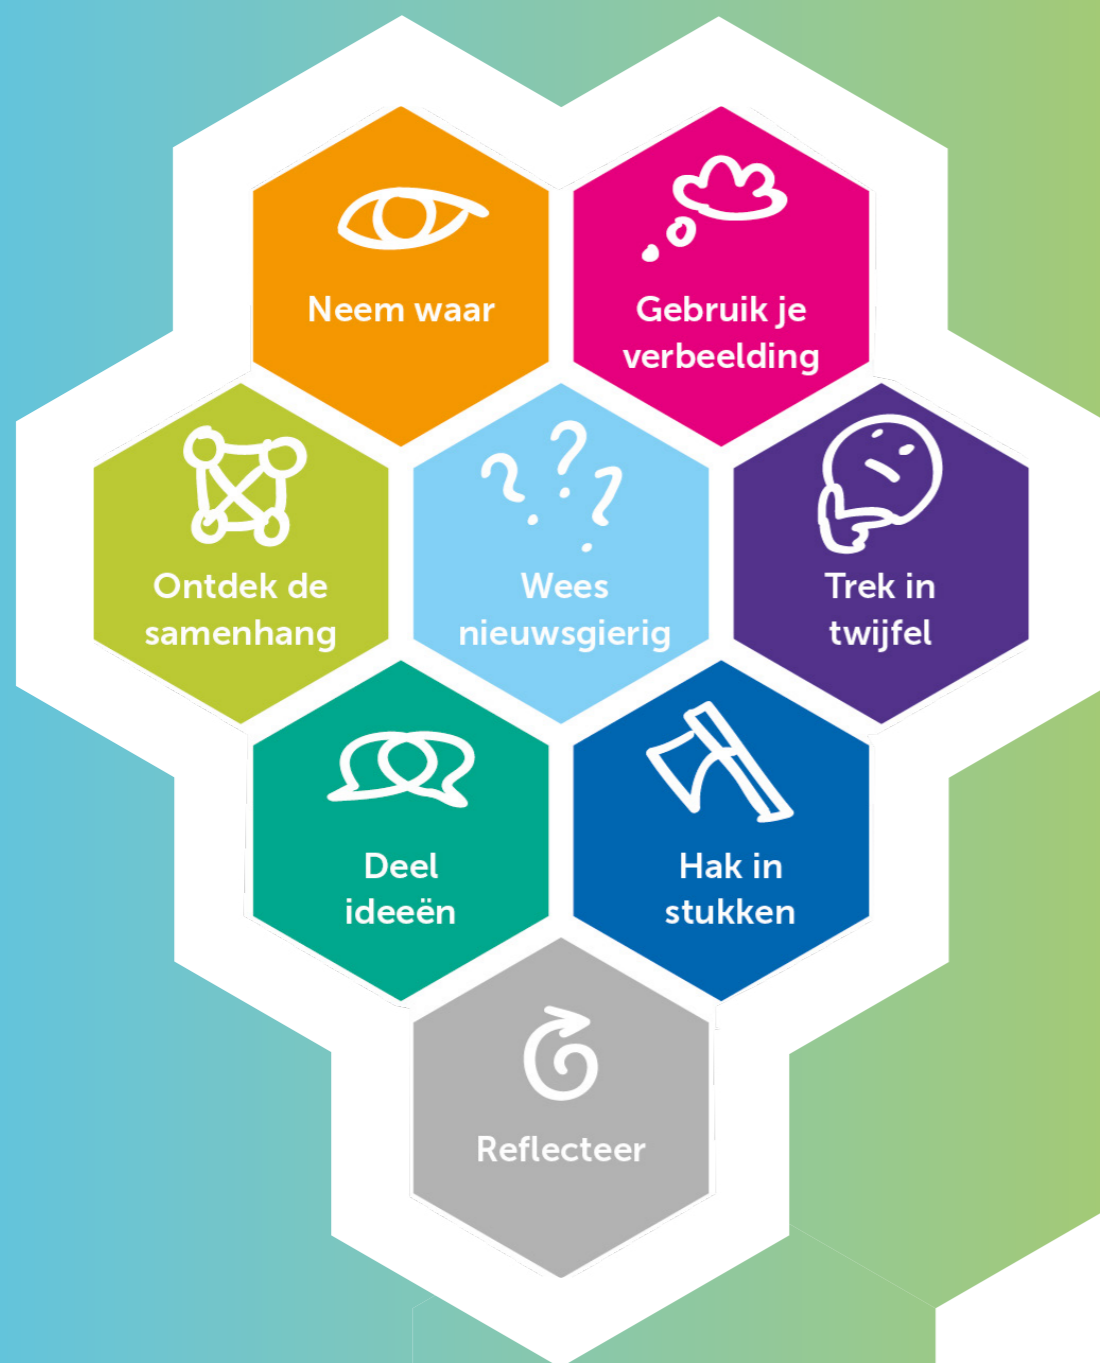 Neem waar
Gebruik je
verbeelding
Ontdek de
samenhang
Wees
nieuwsgierig
Trek in
twijfel
Deel
ideeën
Hak in
stukken
Reflecteer